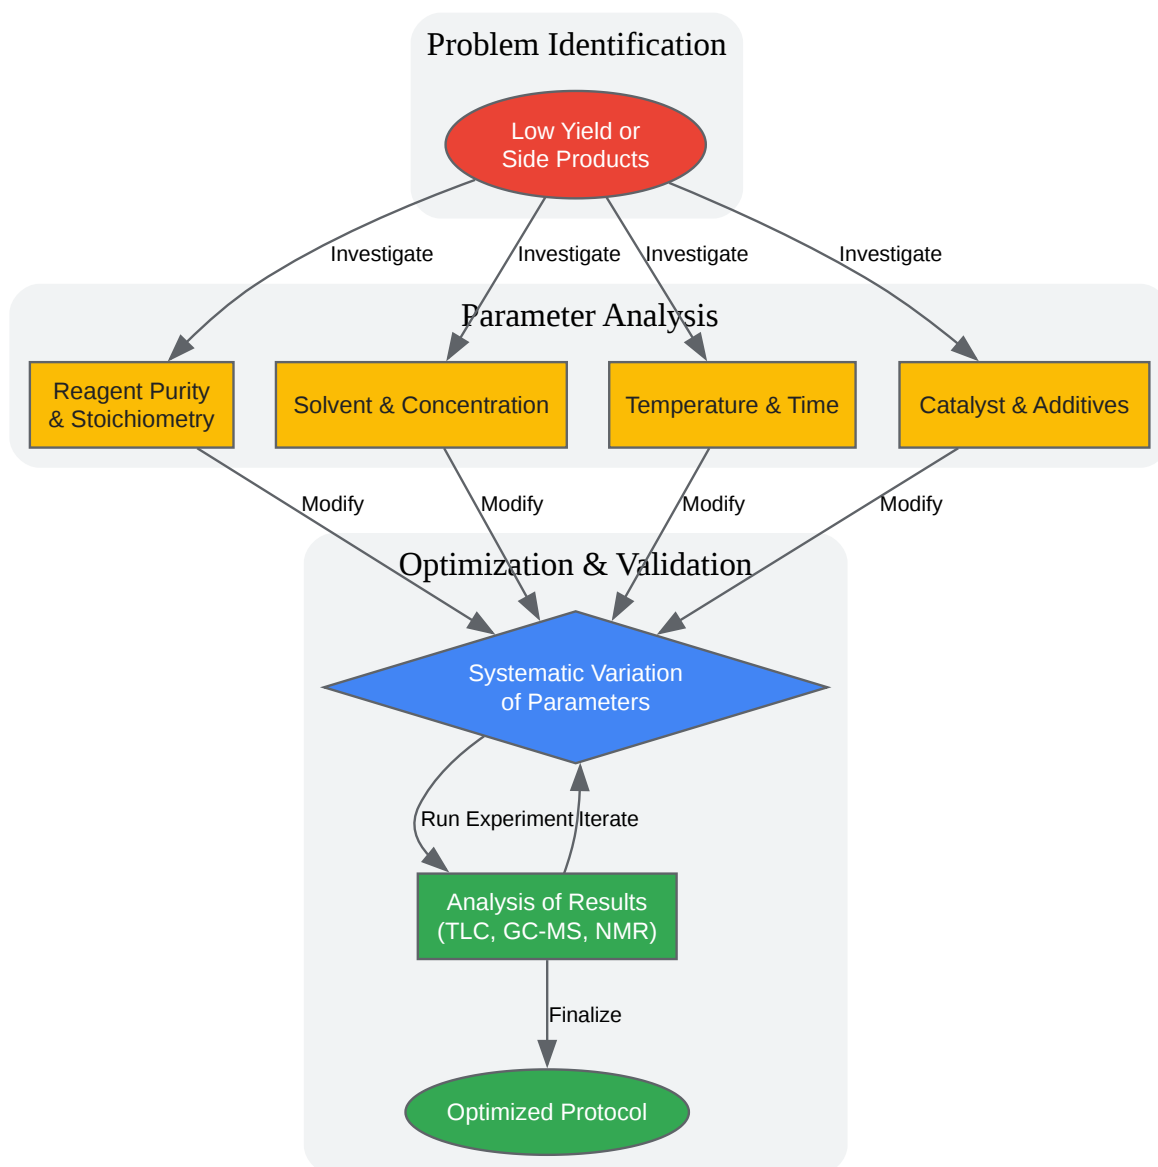 Problem Identification
Low Yield or
Side Products
Investigate
Investigate
Investigate
Investigate
Parameter Analysis
Reagent Purity
& Stoichiometry
Solvent & Concentration
Temperature & Time
Catalyst & Additives
Modify
Modify
Modify
Modify
Optimization & Validation
Systematic Variation
of Parameters
Run Experiment
Iterate
Analysis of Results
(TLC, GC-MS, NMR)
Finalize
Optimized Protocol